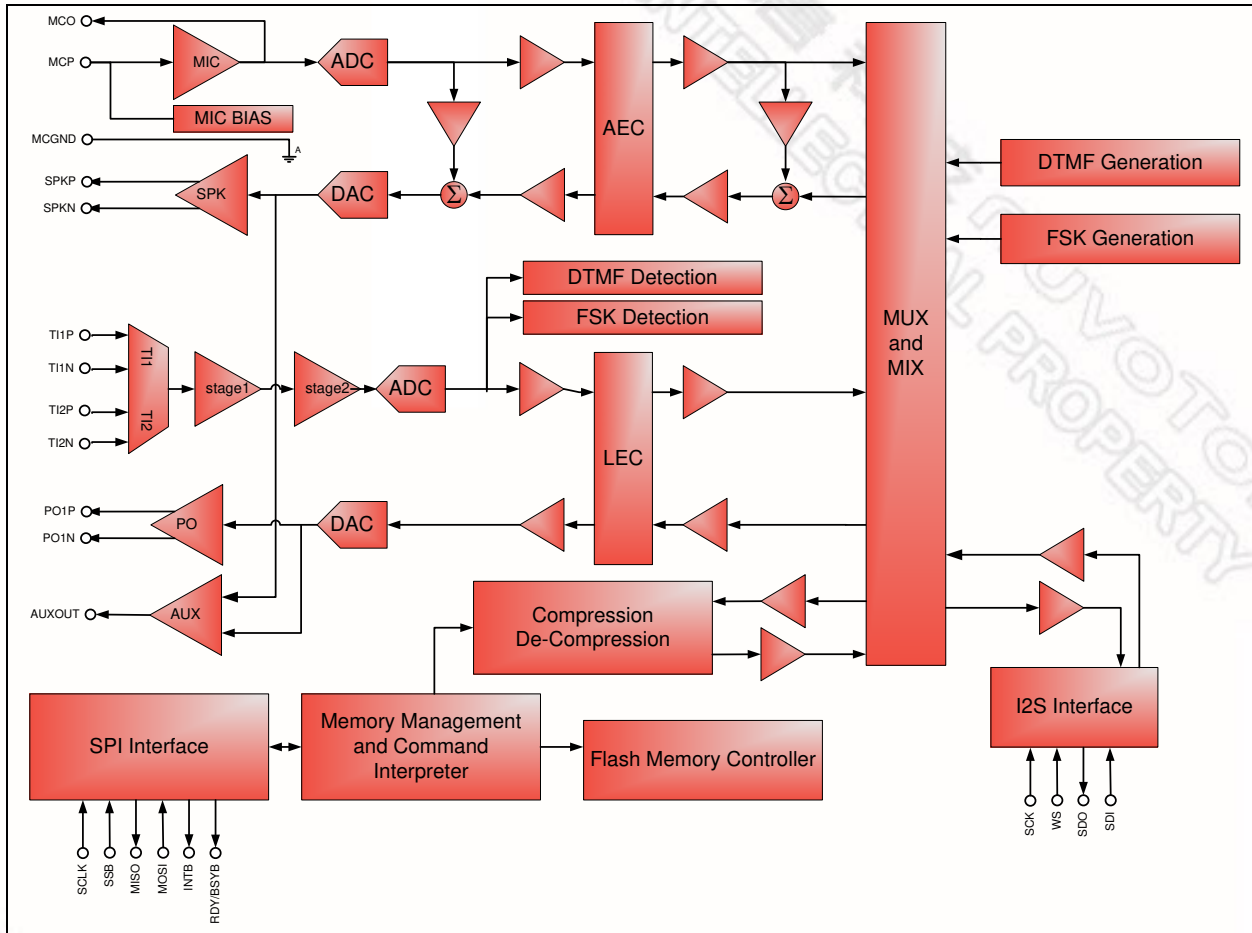 MCO
MCP
MIC
ADC
MIC BIAS
MCGND
A
AEC
SPKP
SPKN
SPK
DAC
Σ
Σ
DTMF Generation
FSK Generation
DTMF Detection
FSK Detection
MUX
and
MIX
TI1P
TI1N
TI2P
TI2N
TI1
TI2
stage1
stage2
ADC
LEC
PO1P
PO1N
PO
DAC
AUXOUT
AUX
Compression
De-Compression
SPI Interface
Memory Management
and Command
Interpreter
Flash Memory Controller
I2S Interface
SCLK
SSB
MISO
MOSI
INTB
RDY/BSYB
SCK
WS
SDO
SDI
NUVOTON
INTELLECTUAL PROPERTY